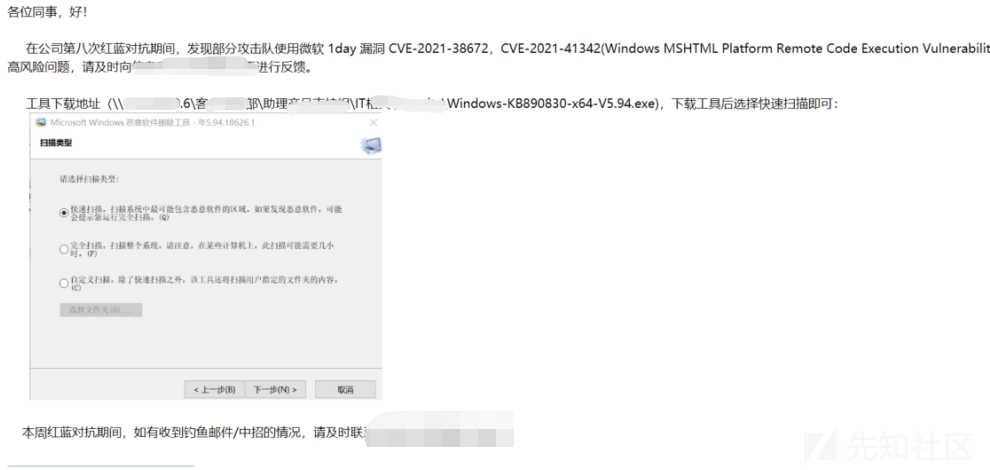 各位同事，好！
在公司第八次红蓝对抗期间，发现部分攻击队使用微软 1day 漏洞 CVE-2021-38672，CVE-2021-41342(Windows MSHTML Platform Remote Code Execution
高风险问题，请及时向 进行反馈。
工具下载地址（\\ .6\客 部\助理 \Windows-KB890830-x64-V5.94.exe)，下载工具后选择快速扫描即可：
Microsoft Windows 恶意软件删除工具 - 年5.94.18626.1
扫描类型
请选择扫描类型:
快速扫描。扫描系统中最可能包含恶意软件的区域。如果发现恶意软件，可能
会提示您运行完全扫描。(Q)
完全扫描。扫描整个系统。请注意，在某些计算机上，此扫描可能需要几小
时。(F)
自定义扫描。除了快速扫描之外，该工具还将扫描用户指定的文件夹的内容。
(C)
选择文件夹(H)...
< 上一步(B) 下一步(N) > 取消
本周红蓝对抗期间，如有收到钓鱼邮件/中招的情况，请及时联
先知社区